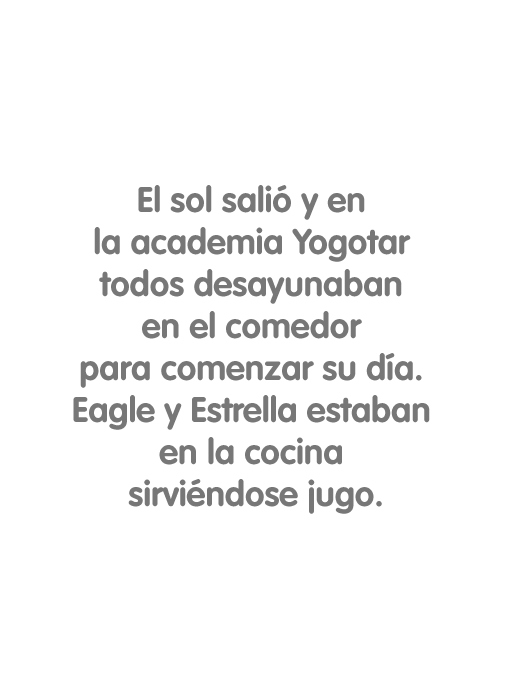 El sol salió y en
la academia Yogotar
todos desayunaban
en el comedor
para comenzar su día.
Eagle y Estrella estaban
en la cocina
sirviéndose jugo.